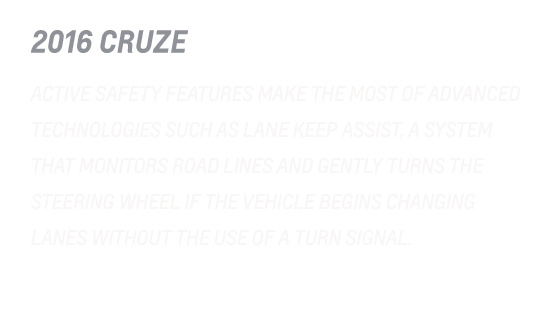 2016 CRUZE
ACTIVE SAFETY FEATURES MAKE THE MOST OF ADVANCED
TECHNOLOGIES SUCH AS LANE KEEP ASSIST, A SYSTEM
THAT MONITORS ROAD LINES AND GENTLY TURNS THE
STEERING WHEEL IF THE VEHICLE BEGINS CHANGING
LANES WITHOUT THE USE OF A TURN SIGNAL.